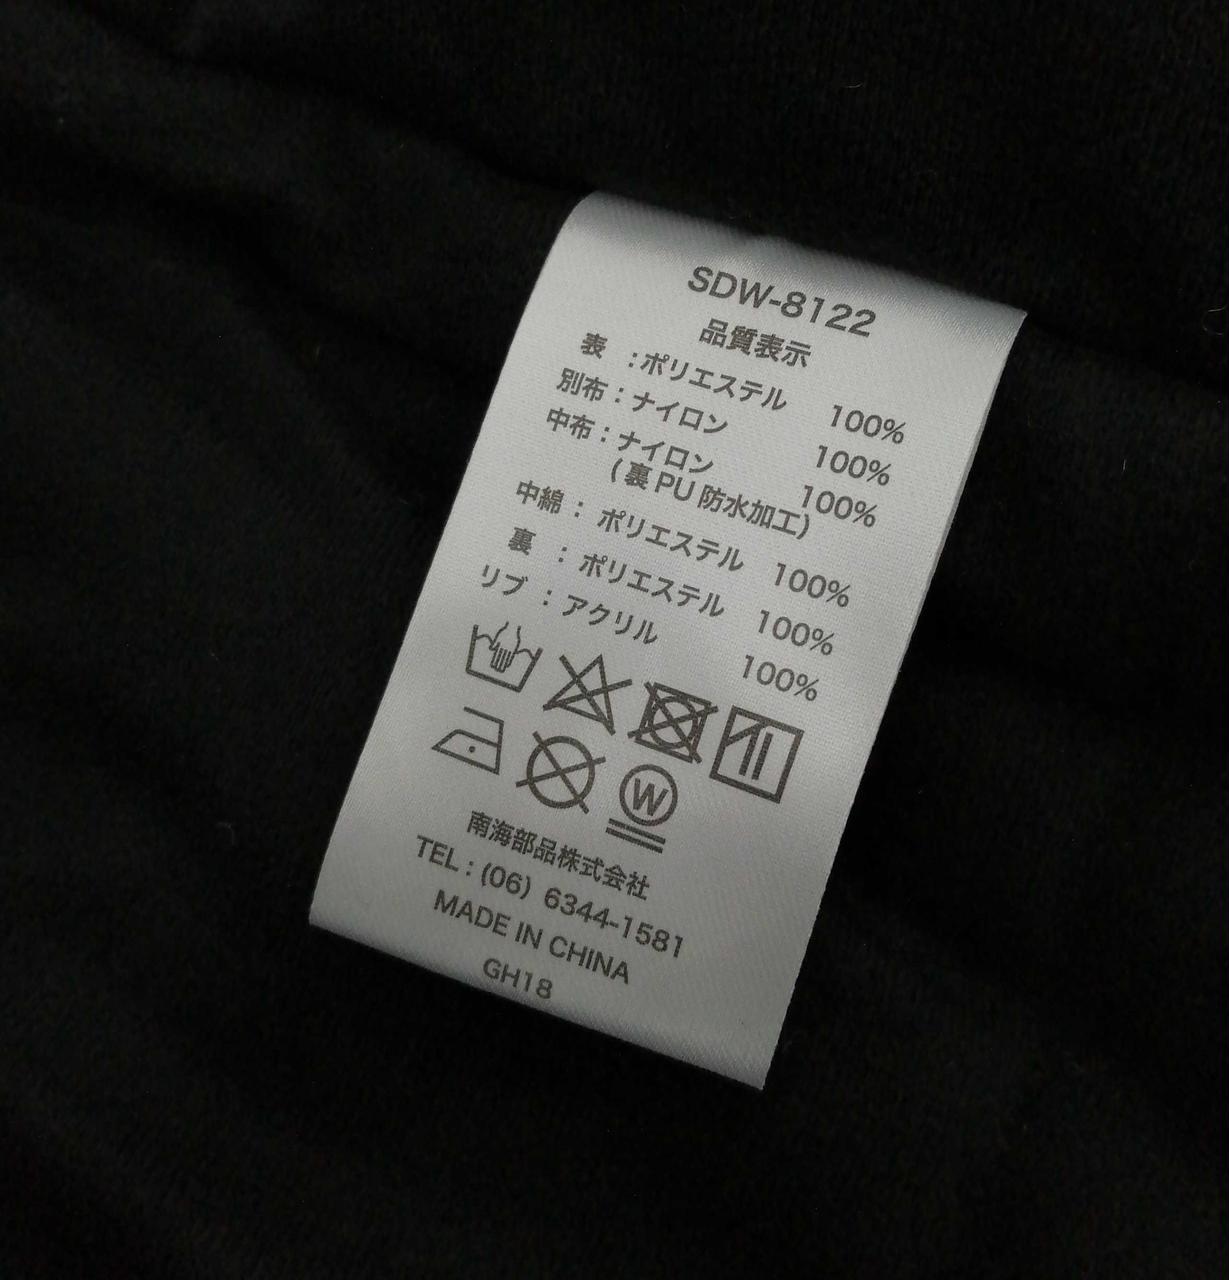 SDW-8122
品質表示
表 :ポリエステル 100%
別布:ナイロン 100%
中布:ナイロン 100%
(裏PU防水加工)
中綿: ポリエステル 100%
裏 : ポリエステル 100%
リブ : アクリル 100%
W
南海部品株式会社
TEL : (06) 6344-1581
MADE IN CHINA
GH18